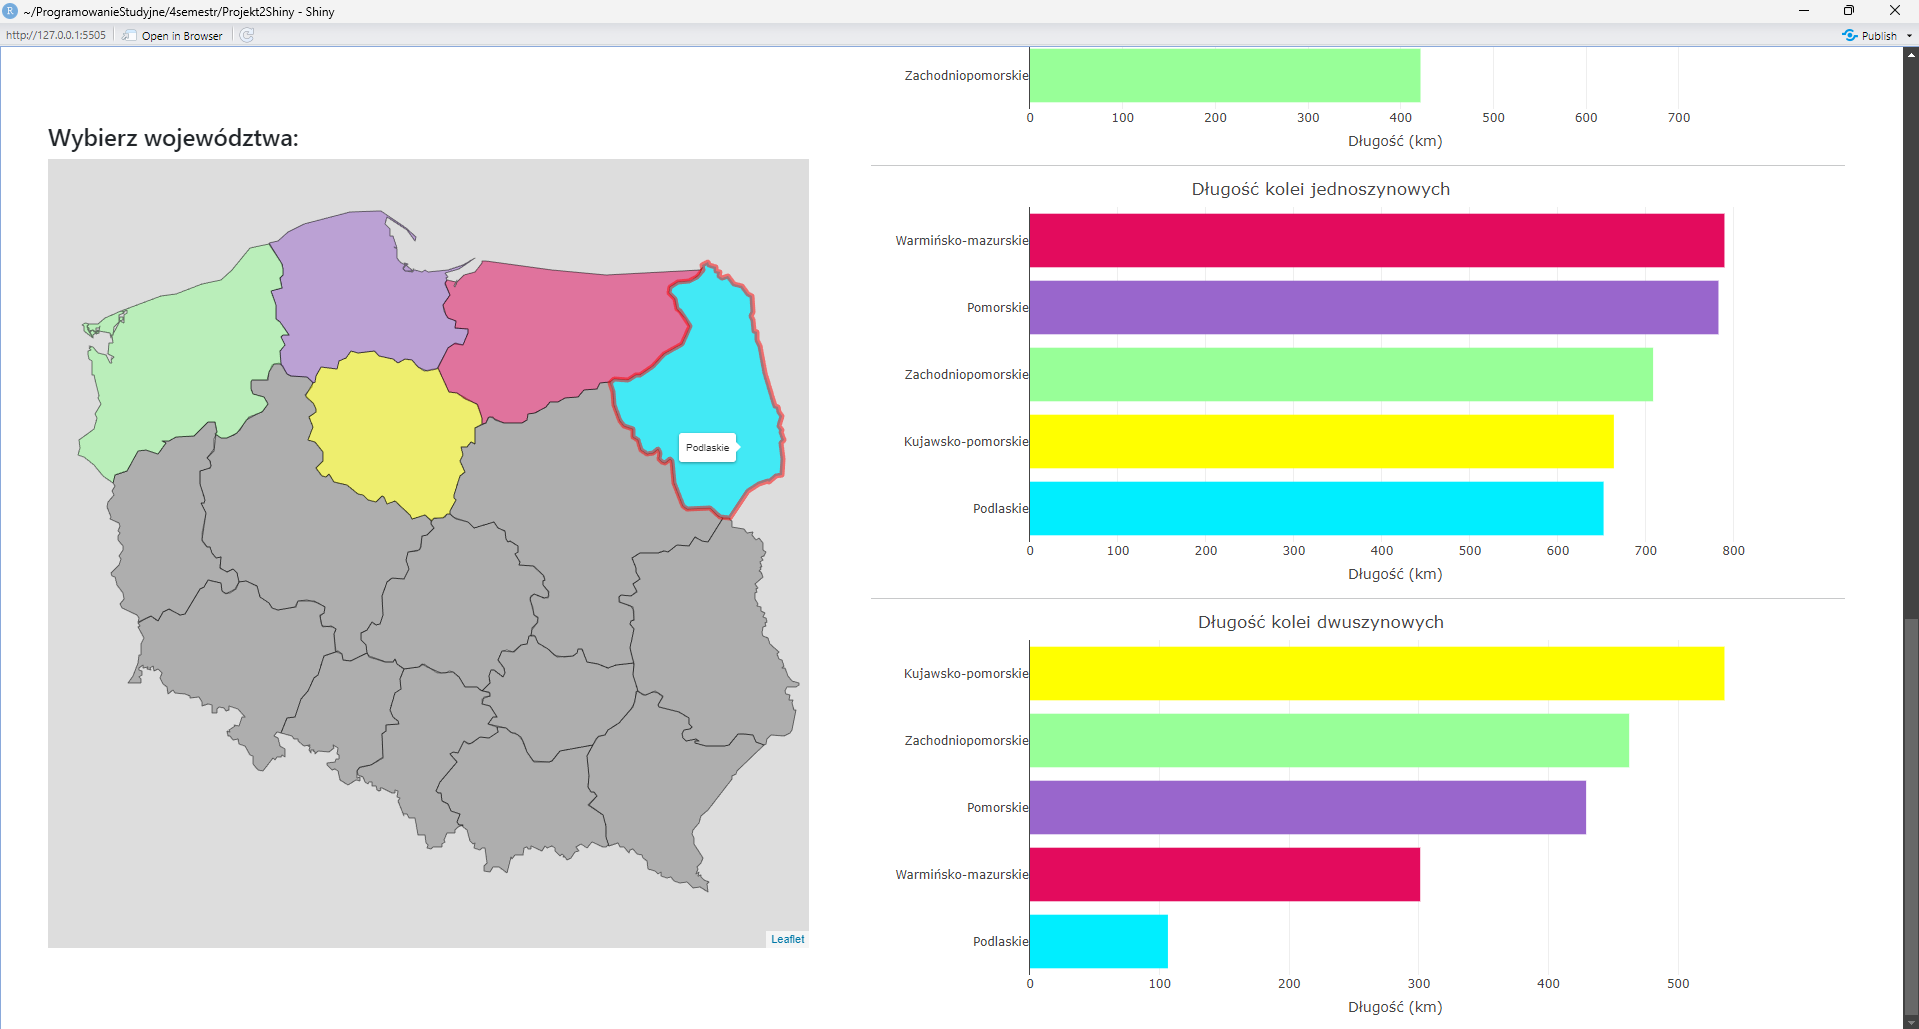 ~/ProgramowanieStudyjne/4semestr/Projekt2Shiny - Shiny
http://127.0.0.1:5505
Open in Browser
Publish
Wybierz województwa:
Podlaskie
Leaflet
Zachodniopomorskie
0 100 200 300 400 500 600 700
Długość (km)
Długość kolei jednoszynowych
Warmińsko-mazurskie
Pomorskie
Zachodniopomorskie
Kujawsko-pomorskie
Podlaskie
0 100 200 300 400 500 600 700 800
Długość (km)
Długość kolei dwuszynowych
Kujawsko-pomorskie
Zachodniopomorskie
Pomorskie
Warmińsko-mazurskie
Podlaskie
0 100 200 300 400 500
Długość (km)